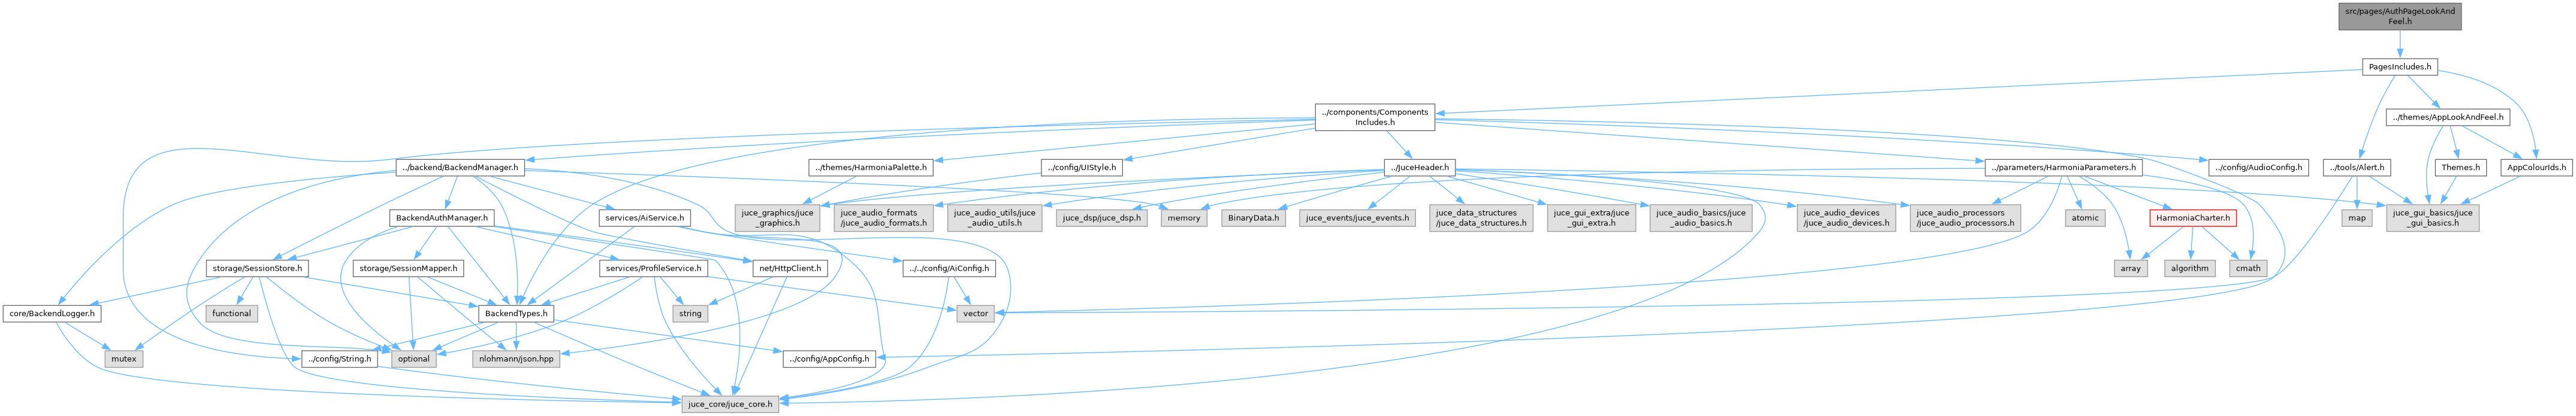 src/pages/AuthPageLookAnd
Feel.h
PagesIncludes.h
../components/Components
Includes.h
../themes/AppLookAndFeel.h
../backend/BackendManager.h
../themes/HarmoniaPalette.h
../config/UIStyle.h
../JuceHeader.h
../parameters/HarmoniaParameters.h
../config/AudioConfig.h
../tools/Alert.h
Themes.h
AppColourIds.h
BackendAuthManager.h
services/AiService.h
juce_graphics/juce
_graphics.h
juce_audio_formats
/juce_audio_formats.h
juce_audio_utils/juce
_audio_utils.h
juce_dsp/juce_dsp.h
memory
BinaryData.h
juce_events/juce_events.h
juce_data_structures
/juce_data_structures.h
juce_gui_extra/juce
_gui_extra.h
juce_audio_basics/juce
_audio_basics.h
juce_audio_devices
/juce_audio_devices.h
juce_audio_processors
/juce_audio_processors.h
atomic
HarmoniaCharter.h
map
juce_gui_basics/juce
_gui_basics.h
storage/SessionStore.h
storage/SessionMapper.h
services/ProfileService.h
net/HttpClient.h
../../config/AiConfig.h
array
algorithm
cmath
core/BackendLogger.h
functional
BackendTypes.h
string
vector
mutex
../config/String.h
optional
nlohmann/json.hpp
../config/AppConfig.h
juce_core/juce_core.h